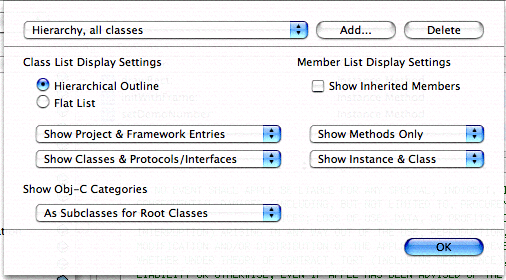 Hierarchy, all classes Add... Delete
Class List Display Settings Member List Display Settings
Hierarchical Outline Show Inherited Members
Flat List
Show Project & Framework Entries Show Methods Only
Show Classes & Protocols/Interfaces Show Instance & Class
Show Obj-C Categories
As Subclasses for Root Classes
OK